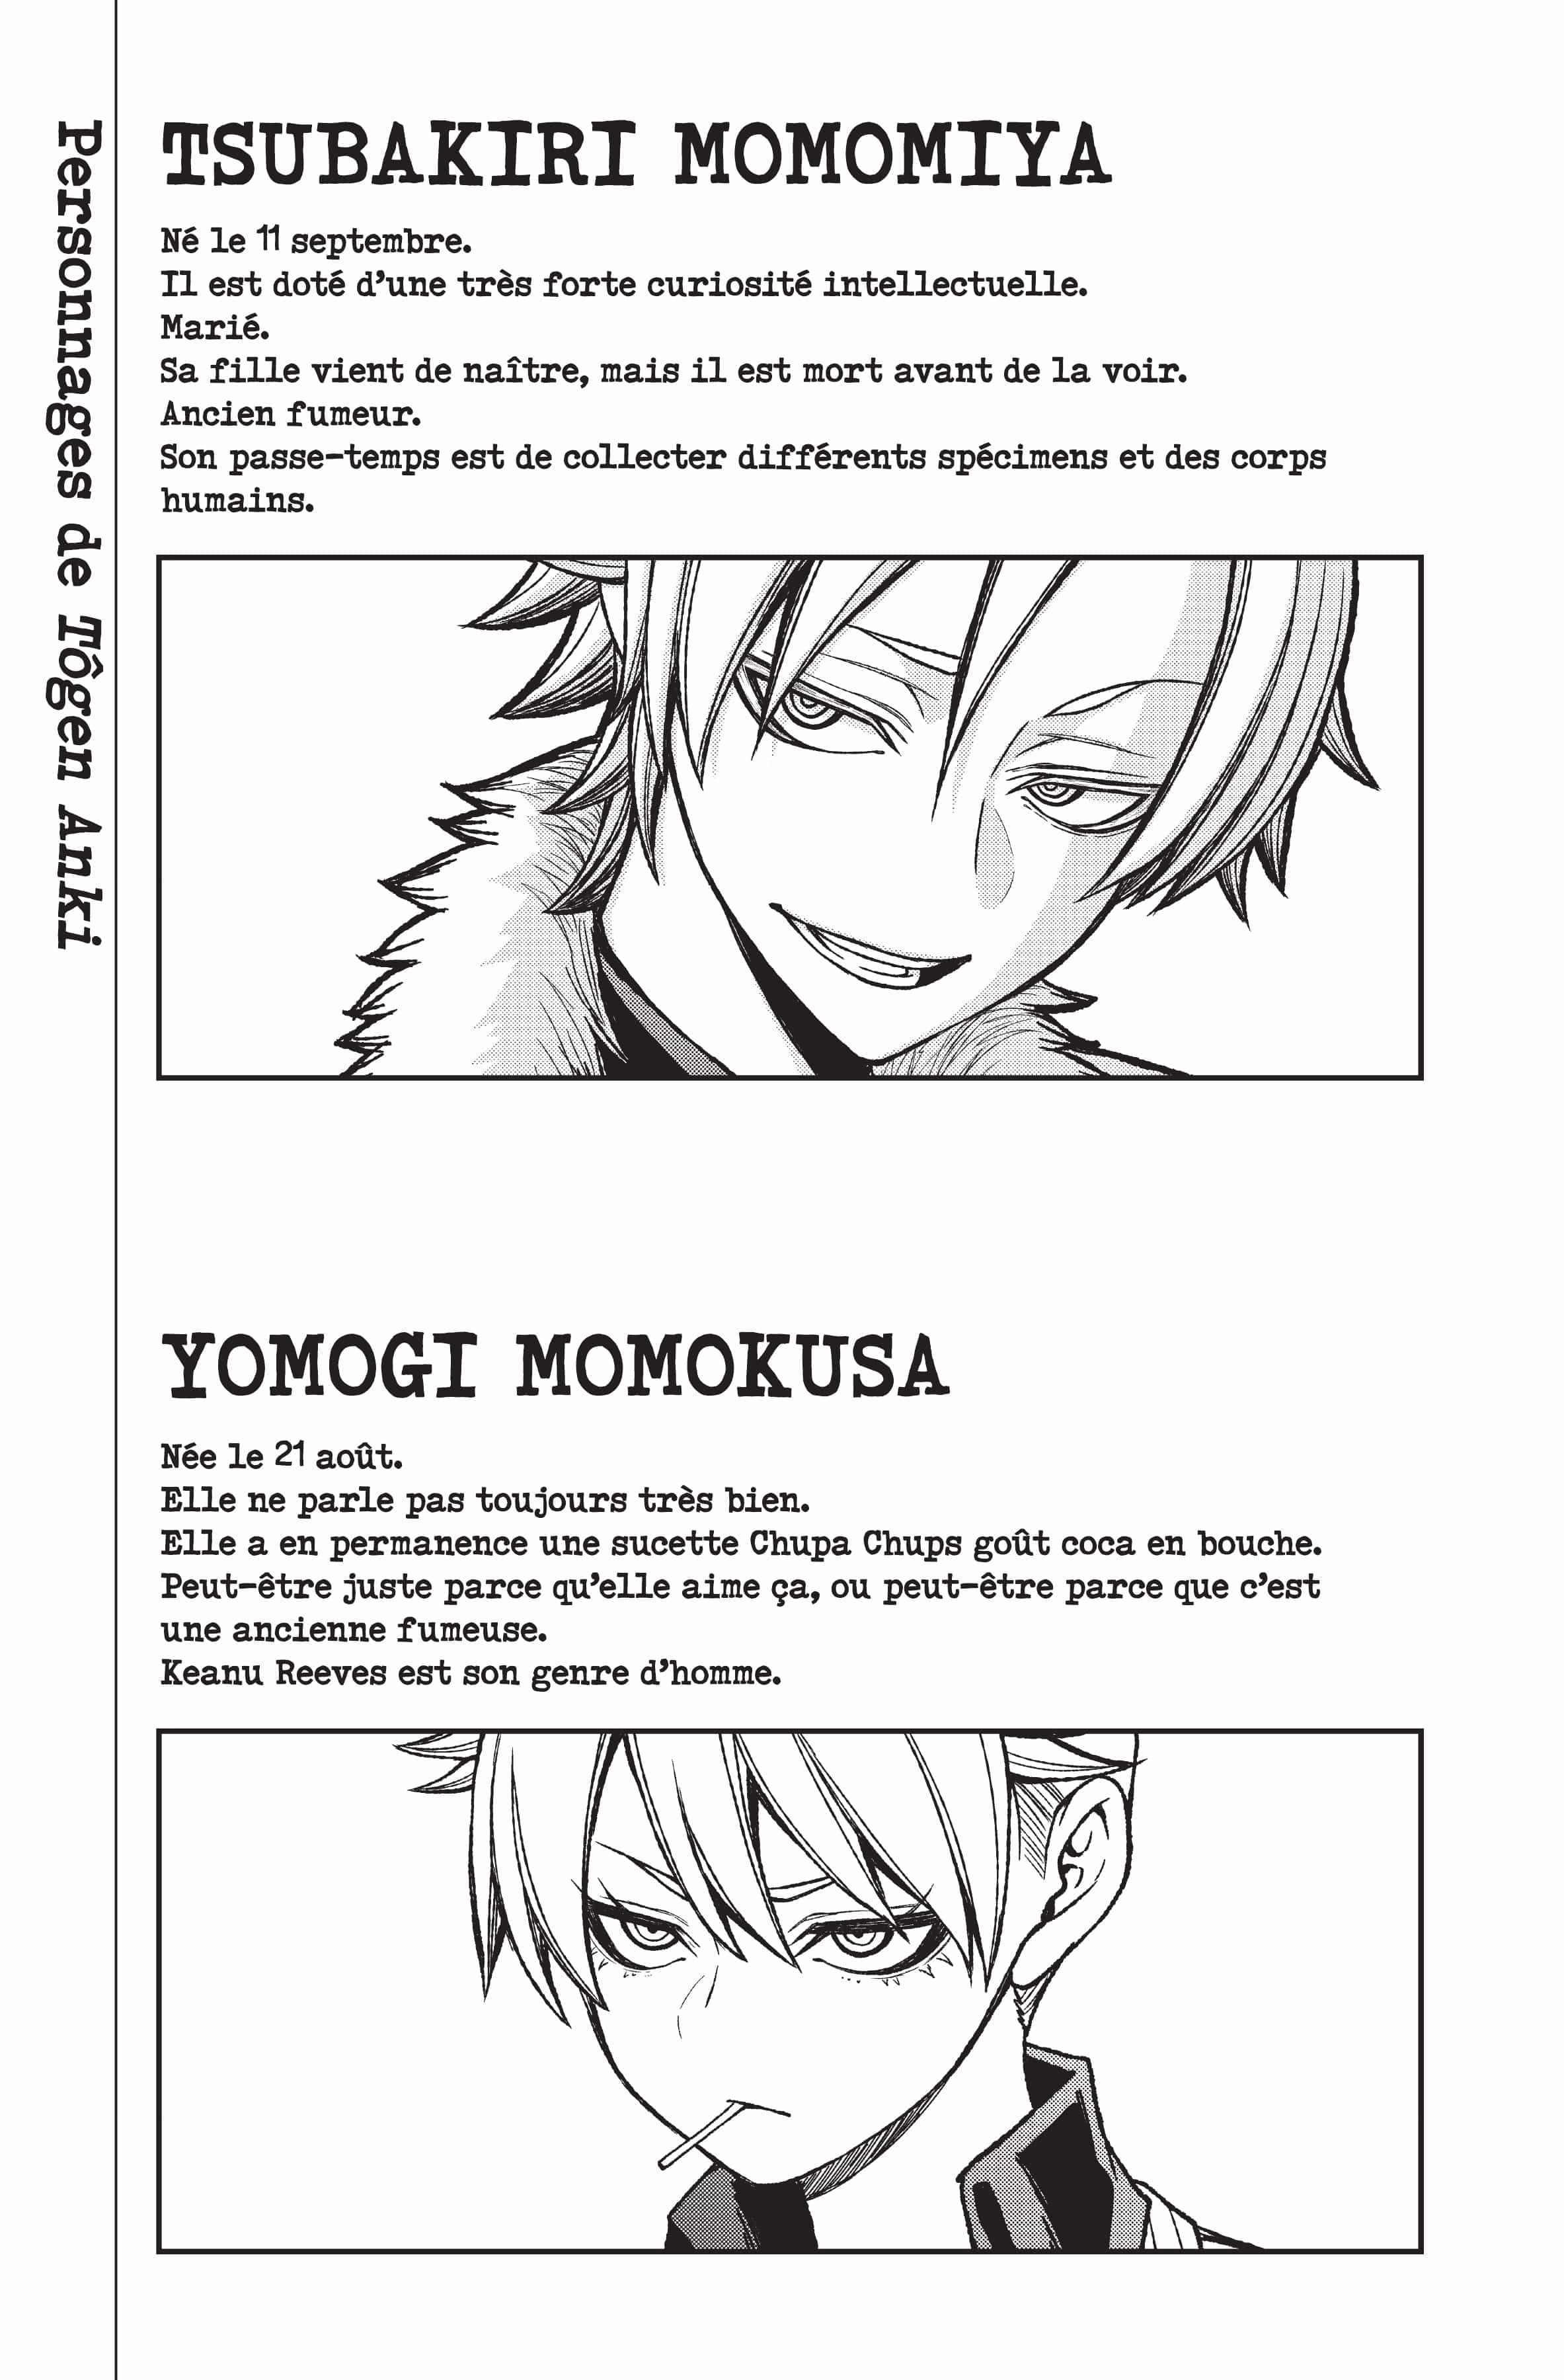 Personnages de Tôgen Anki
TSUBAKIRI MOMOMIYA
Né le 11 septembre.
Il est doté d’une très forte curiosité intellectuelle.
Marié.
Sa fille vient de naître, mais il est mort avant de la voir.
Ancien fumeur.
Son passe-temps est de collecter différents spécimens et des corps
humains.
YOMOGI MOMOKUSA
Née le 21 août.
Elle ne parle pas toujours très bien.
Elle a en permanence une sucette Chupa Chups goût coca en bouche.
Peut-être juste parce qu’elle aime ça, ou peut-être parce que c’est
une ancienne fumeuse.
Keanu Reeves est son genre d’homme.